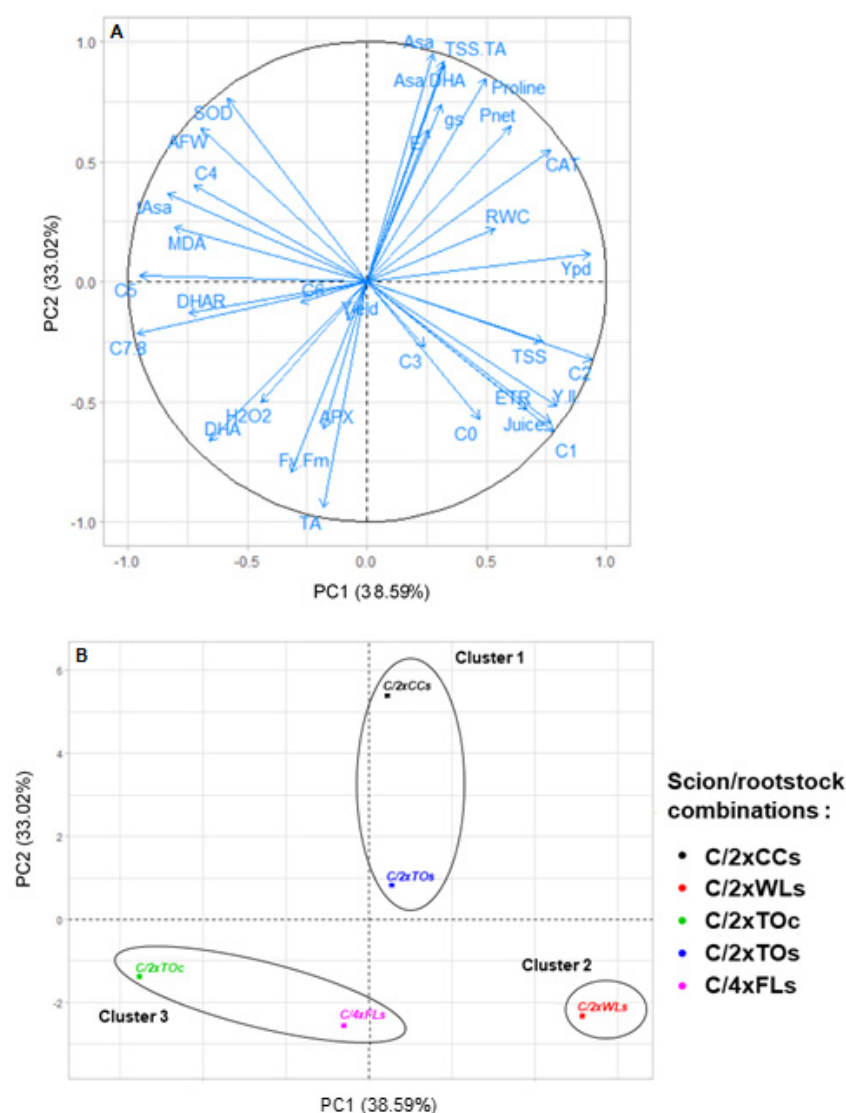 A
Asa
TSS.TA
Asa.DHA
Proline
SOD
gs
Pnet
AFW
E
CAT
C4
tAsa
RWC
MDA
Ypd
C5
C6
DHAR
Yield
C7.8
C3
TSS
C2
ETR
Y.II
H2O2
APX
Juice
DHA
C0
C1
Fv.Fm
TA
1.0
0.5
0.0
-0.5
-1.0
PC2 (33.02%)
-1.0 -0.5 0.0 0.5 1.0
PC1 (38.59%)
B
Cluster 1
C/2xCCs
C/2xTOs
Cluster 2
C/2xTOc
C/2xWLs
Cluster 3
C/4xFLs
6
4
2
0
-2
PC2 (33.02%)
PC1 (38.59%)
Scion/rootstock
combinations :
C/2xCCs
C/2xWLs
C/2xTOc
C/2xTOs
C/4xFLs